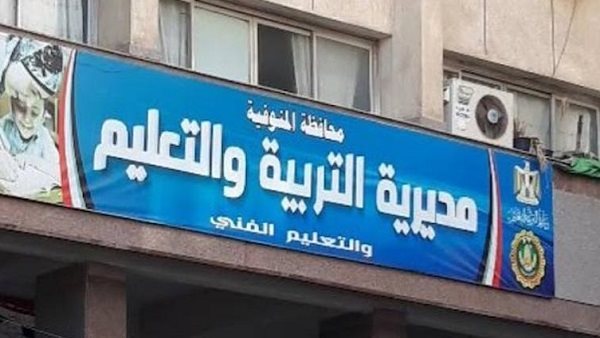 محافظة المنوفية
مديرية التربية والتعليم
والتعليم الفني